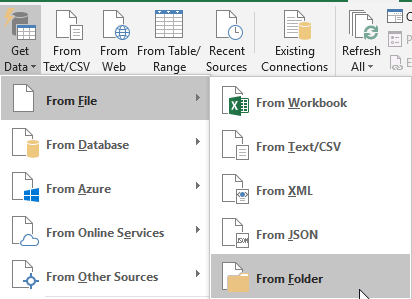 Get
Data
From
Text/CSV
From
Web
From Table/
Range
Recent
Sources
Existing
Connections
Refresh
All
From File
From Database
From Azure
From Online Services
From Other Sources
From Workbook
From Text/CSV
From XML
JSON
From JSON
From Folder